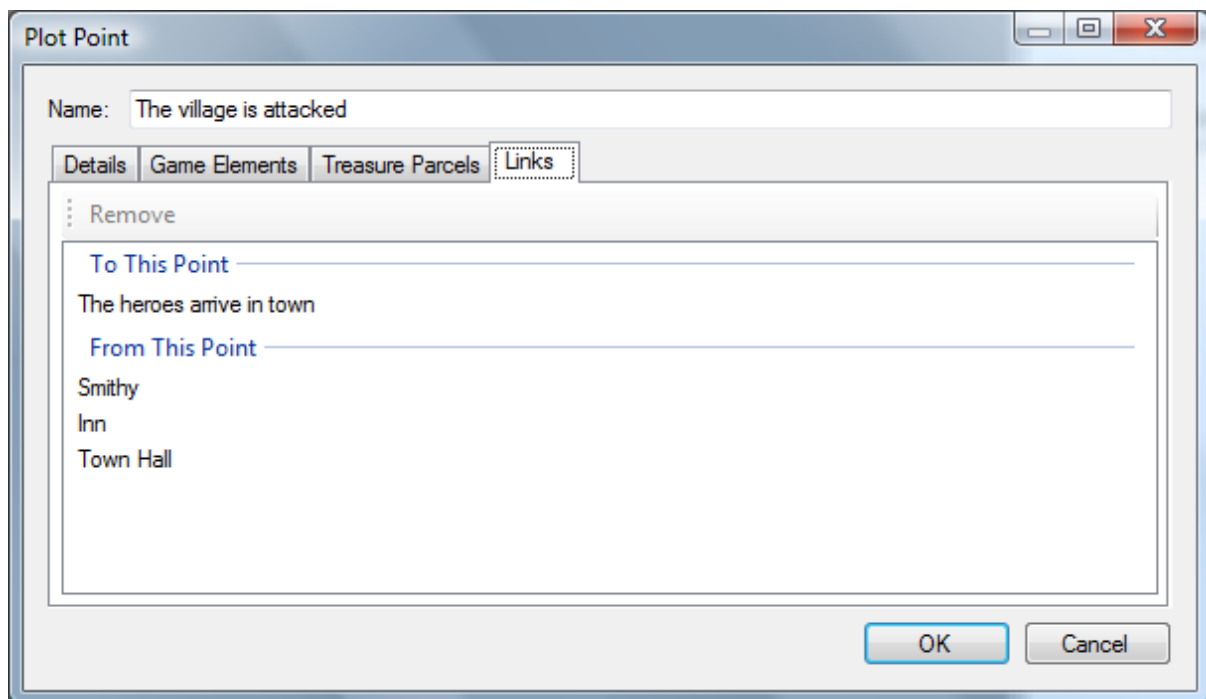 Plot Point
Name: The village is attacked
Details Game Elements Treasure Parcels Links
Remove
To This Point
The heroes arrive in town
From This Point
Smithy
Inn
Town Hall
OK Cancel